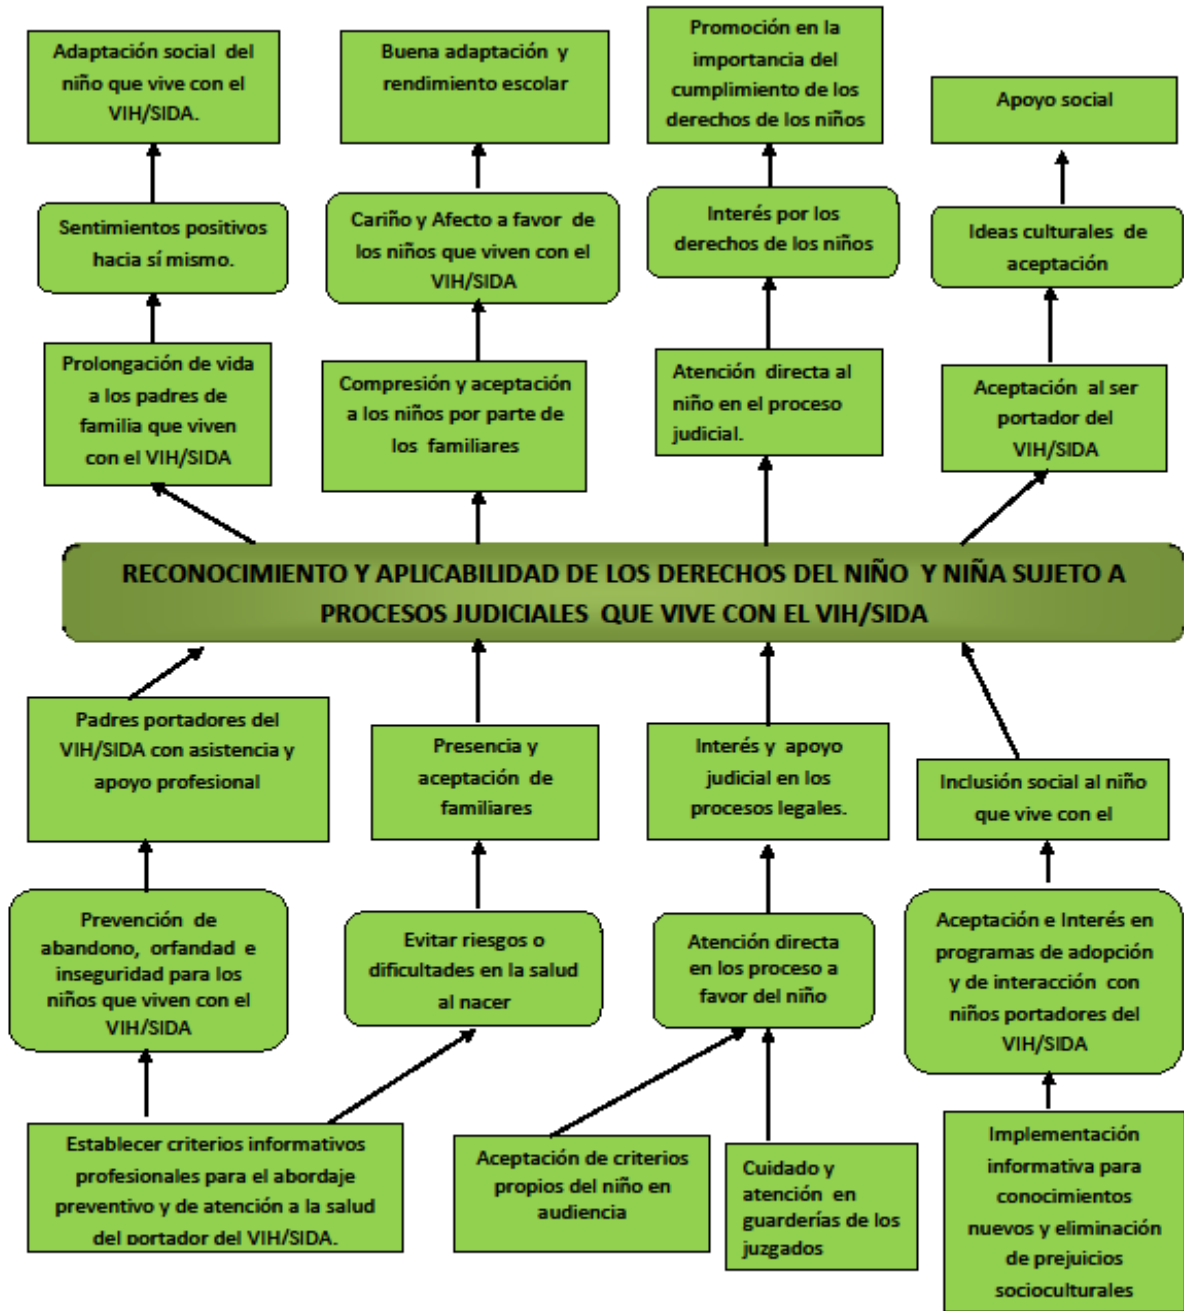 Adaptación social del
niño que vive con el
VIH/SIDA.
Buena adaptación y
rendimiento escolar
Promoción en la
importancia del
cumplimiento de los
derechos de los niños
Apoyo social
Sentimientos positivos
hacia sí mismo.
Cariño y Afecto a favor de
los niños que viven con el
VIH/SIDA
Interés por los
derechos de los niños
Ideas culturales de
aceptación
Prolongación de vida
a los padres de
familia que viven
con el VIH/SIDA
Compresión y aceptación
a los niños por parte de
los familiares
Atención directa al
niño en el proceso
judicial.
Aceptación al ser
portador del
VIH/SIDA
RECONOCIMIENTO Y APLICABILIDAD DE LOS DERECHOS DEL NIÑO Y NIÑA SUJETO A
PROCESOS JUDICIALES QUE VIVE CON EL VIH/SIDA
Padres portadores del
VIH/SIDA con asistencia y
apoyo profesional
Presencia y
aceptación de
familiares
Interés y apoyo
judicial en los
procesos legales.
Inclusión social al niño
que vive con el
Prevención de
abandono, orfandad e
inseguridad para los
niños que viven con el
VIH/SIDA
Evitar riesgos o
dificultades en la salud
al nacer
Atención directa
en los proceso a
favor del niño
Aceptación e Interés en
programas de adopción
y de interacción con
niños portadores del
VIH/SIDA
Establecer criterios informativos
profesionales para el abordaje
preventivo y de atención a la salud
del portador del VIH/SIDA.
Aceptación de criterios
propios del niño en
audiencia
Cuidado y
atención en
guarderías de los
juzgados
Implementación
informativa para
conocimientos
nuevos y eliminación
de prejuicios
socioculturales